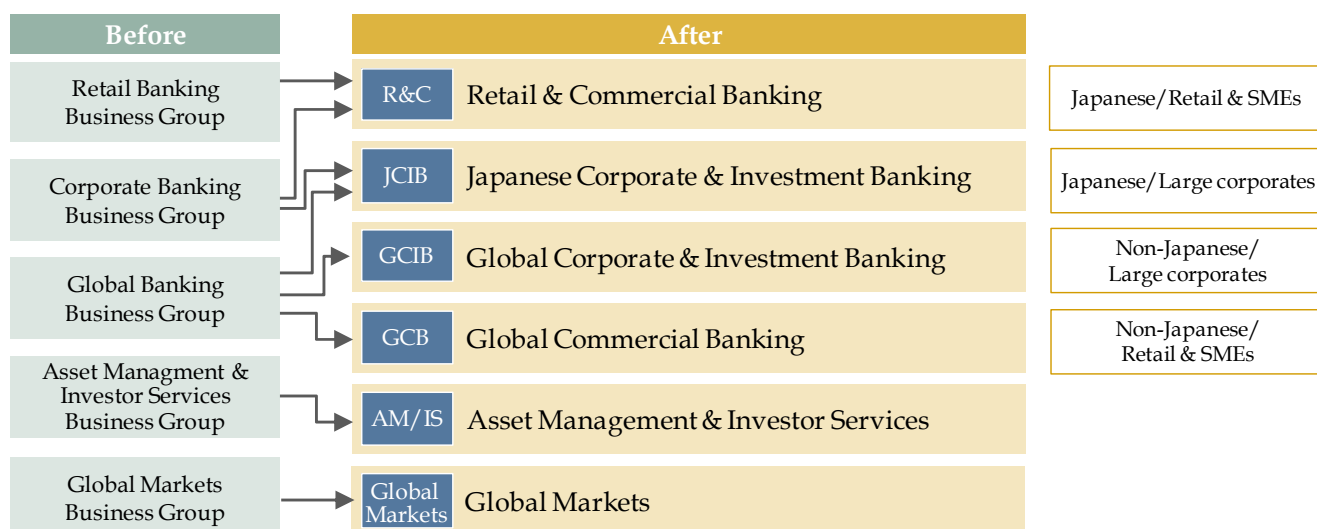 Before
After
Retail Banking
Business Group
R&C
Retail & Commercial Banking
Japanese/Retail & SMEs
Corporate Banking
Business Group
JCIB
Japanese Corporate & Investment Banking
Japanese/Large corporates
Global Banking
Business Group
GCIB
Global Corporate & Investment Banking
Non-Japanese/
Large corporates
GCB
Global Commercial Banking
Non-Japanese/
Retail & SMEs
Asset Managment &
Investor Services
Business Group
AM/IS
Asset Management & Investor Services
Global Markets
Business Group
Global
Markets
Global Markets